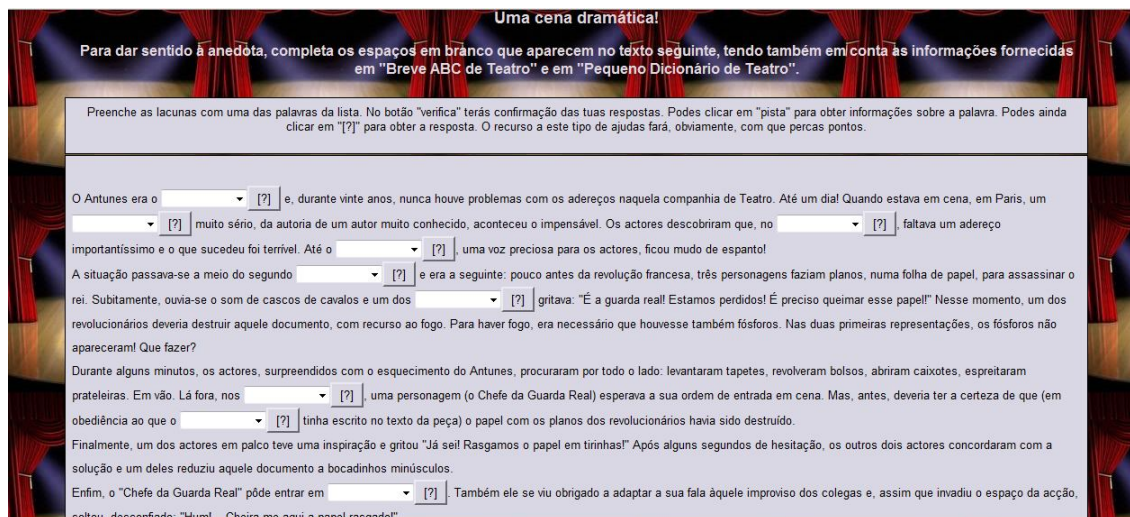 Uma cena dramática!
Para dar sentido à anedota, completa os espaços em branco que aparecem no texto seguinte, tendo também em conta as informações fornecidas
em "Breve ABC de Teatro" e em "Pequeno Dicionário de Teatro".
Preenche as lacunas com uma das palavras da lista. No botão "verifica" terás confirmação das tuas respostas. Podes clicar em "pista" para obter informações sobre a palavra. Podes ainda
clicar em "[?]" para obter a resposta. O recurso a este tipo de ajudas fará, obviamente, com que percas pontos.
O Antunes era o [?] e, durante vinte anos, nunca houve problemas com os adereços naquela companhia de Teatro. Até um dia! Quando estava em cena, em Paris, um
[?] muito sério, da autoria de um autor muito conhecido, aconteceu o impensável. Os actores descobriram que, no [?] , faltava um adereço
importantíssimo e o que sucedeu foi terrível. Até o [?] , uma voz preciosa para os actores, ficou mudo de espanto!
A situação passava-se a meio do segundo [?] e era a seguinte: pouco antes da revolução francesa, três personagens faziam planos, numa folha de papel, para assassinar o
rei. Subitamente, ouvia-se o som de cascos de cavalos e um dos [?] gritava: "É a guarda real! Estamos perdidos! É preciso queimar esse papel!" Nesse momento, um dos
revolucionários deveria destruir aquele documento, com recurso ao fogo. Para haver fogo, era necessário que houvesse também fósforos. Nas duas primeiras representações, os fósforos não
apareceram! Que fazer?
Durante alguns minutos, os actores, surpreendidos com o esquecimento do Antunes, procuraram por todo o lado: levantaram tapetes, revolveram bolsos, abriram caixotes, espreitaram
prateleiras. Em vão. Lá fora, nos [?] , uma personagem (o Chefe da Guarda Real) esperava a sua ordem de entrada em cena. Mas, antes, deveria ter a certeza de que (em
obediência ao que o [?] tinha escrito no texto da peça) o papel com os planos dos revolucionários havia sido destruído.
Finalmente, um dos actores em palco teve uma inspiração e gritou "Já sei! Rasgamos o papel em tirinhas!" Após alguns segundos de hesitação, os outros dois actores concordaram com a
solução e um deles reduziu aquele documento a bocadinhos minúsculos.
Enfim, o "Chefe da Guarda Real" pôde entrar em [?] . Também ele se viu obrigado a adaptar a sua fala àquele improviso dos colegas e, assim que invadiu o espaço da acção,
soltou, desconfiado: "Hum!... Cheira-me aqui a papel rasgado!"